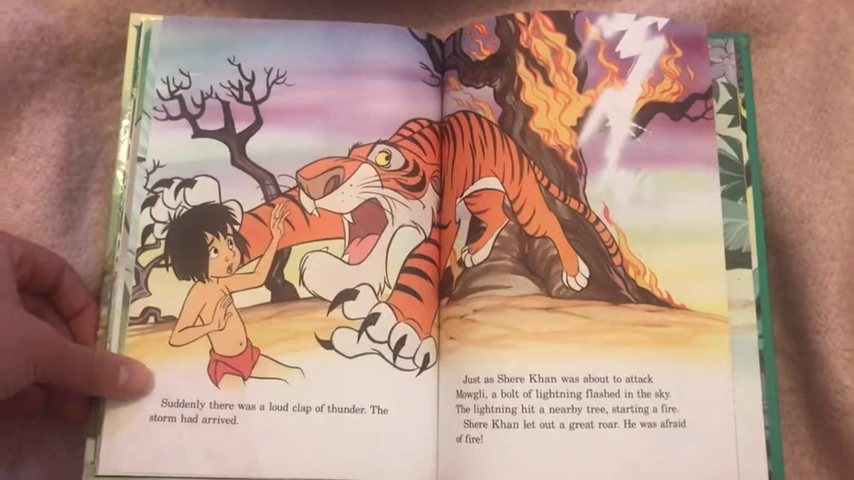 Suddenly there was a loud clap of thunder. The
storm had arrived.
Just as Shere Khan was about to attack
Mowgli, a bolt of lightning flashed in the sky.
The lightning hit a nearby tree, starting a fire.
Shere Khan let out a great roar. He was afraid
of fire!